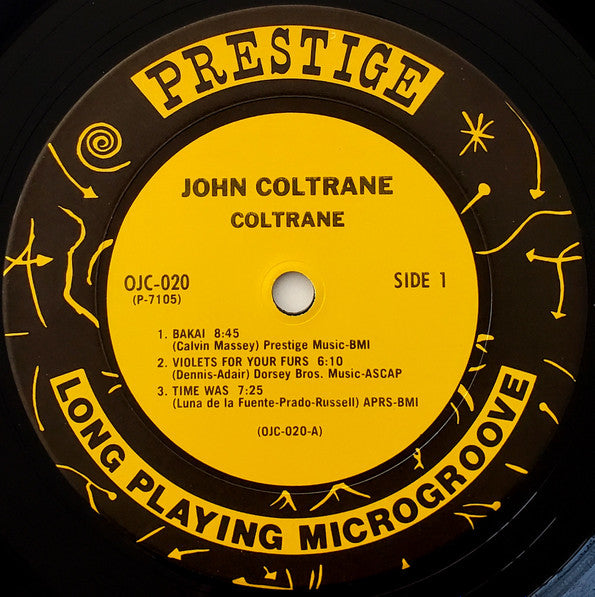 PRESTIGE
JOHN COLTRANE
COLTRANE
OJC-020
(P-7105)
SIDE 1
1. BAKAI 8:45
(Calvin Massey) Prestige Music-BMI
2. VIOLETS FOR YOUR FURS 6:10
(Dennis-Adair) Dorsey Bros. Music-ASCAP
3. TIME WAS 7:25
(Luna de la Fuente-Prado-Russell) APRS-BMI
(OJC-020-A)
LONG PLAYING MICROGROOVE